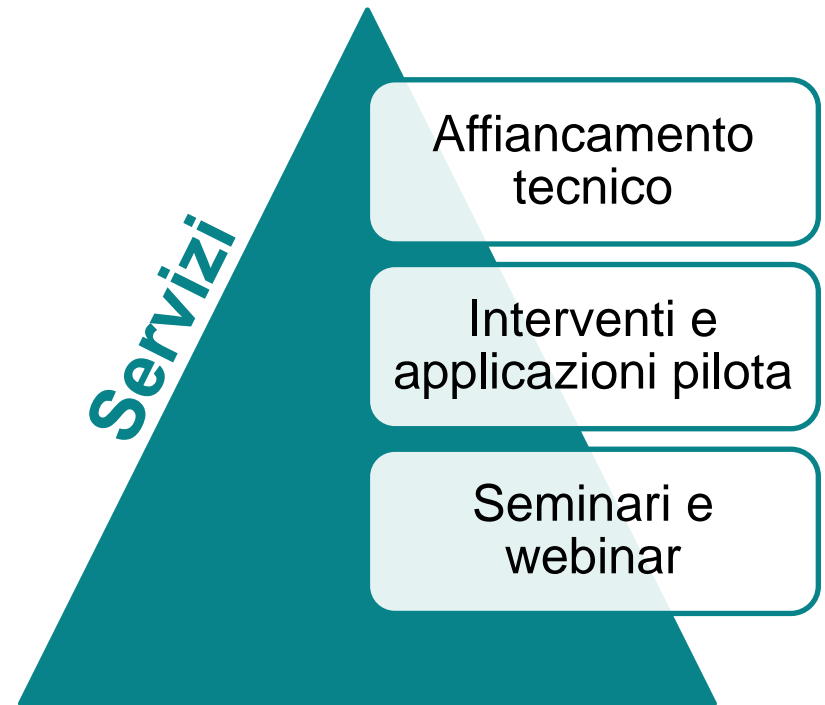 Servizi
Affiancamento
tecnico
Interventi e
applicazioni pilota
Seminari e
webinar